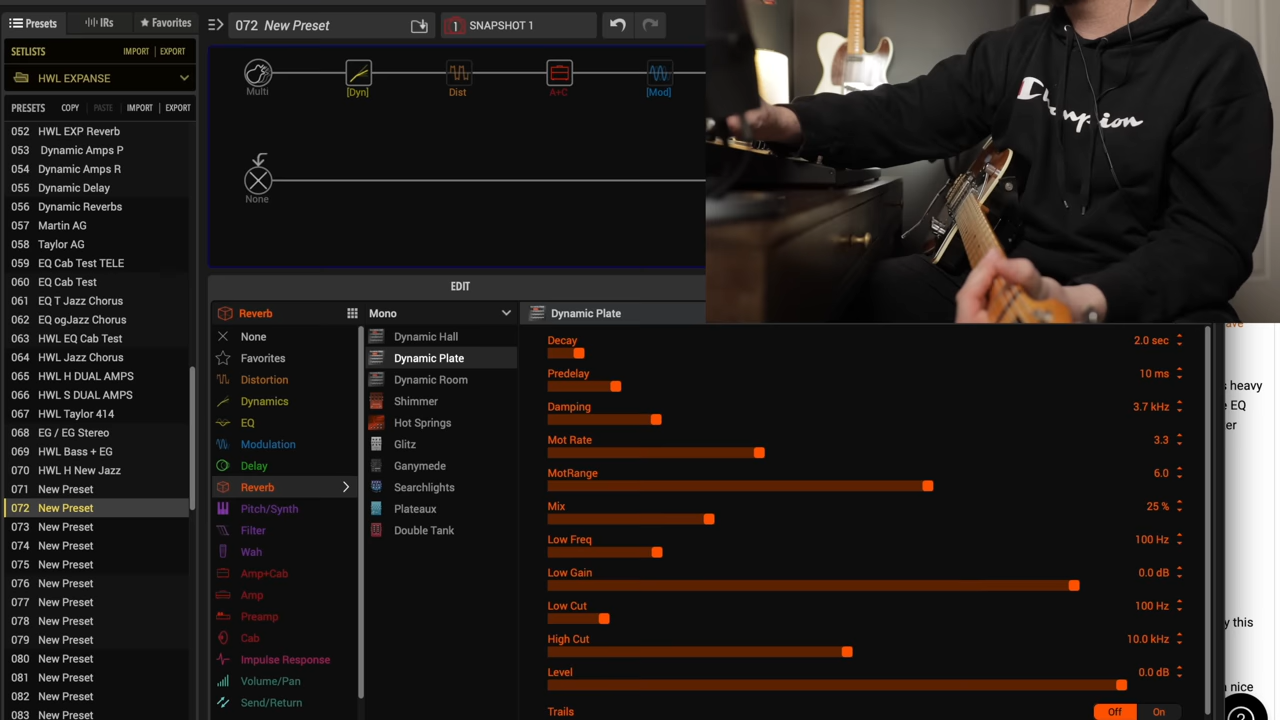 Presets
IRs
Favorites
072 New Preset
1 SNAPSHOT 1
SETLISTS IMPORT EXPORT
HWL EXPANSE
PRESETS COPY PASTE IMPORT EXPORT
052 HWL EXP Reverb
053 Dynamic Amps P
054 Dynamic Amps R
055 Dynamic Delay
056 Dynamic Reverbs
057 Martin AG
058 Taylor AG
059 EQ Cab Test TELE
060 EQ Cab Test
061 EQ T Jazz Chorus
062 EQ ogJazz Chorus
063 HWL EQ Cab Test
064 HWL Jazz Chorus
065 HWL H DUAL AMPS
066 HWL S DUAL AMPS
067 HWL Taylor 414
068 EG / EG Stereo
069 HWL Bass + EG
070 HWL H New Jazz
071 New Preset
072 New Preset
073 New Preset
074 New Preset
075 New Preset
076 New Preset
077 New Preset
078 New Preset
079 New Preset
080 New Preset
081 New Preset
082 New Preset
083 New Preset
Multi
[Dyn]
Dist
A+C
[Mod]
None
Champion
EDIT
Reverb
Mono
Dynamic Plate
None
Favorites
Distortion
Dynamics
EQ
Modulation
Delay
Reverb
Pitch/Synth
Filter
Wah
Amp+Cab
Amp
Preamp
Cab
Impulse Response
Volume/Pan
Send/Return
Dynamic Hall
Dynamic Plate
Dynamic Room
Shimmer
Hot Springs
Glitz
Ganymede
Searchlights
Plateaux
Double Tank
Decay 2.0 sec
Predelay 10 ms
Damping 3.7 kHz
Mot Rate 3.3
MotRange 6.0
Mix 25 %
Low Freq 100 Hz
Low Gain 0.0 dB
Low Cut 100 Hz
High Cut 10.0 kHz
Level 0.0 dB
Trails Off On
heavy
EQ
this
nice